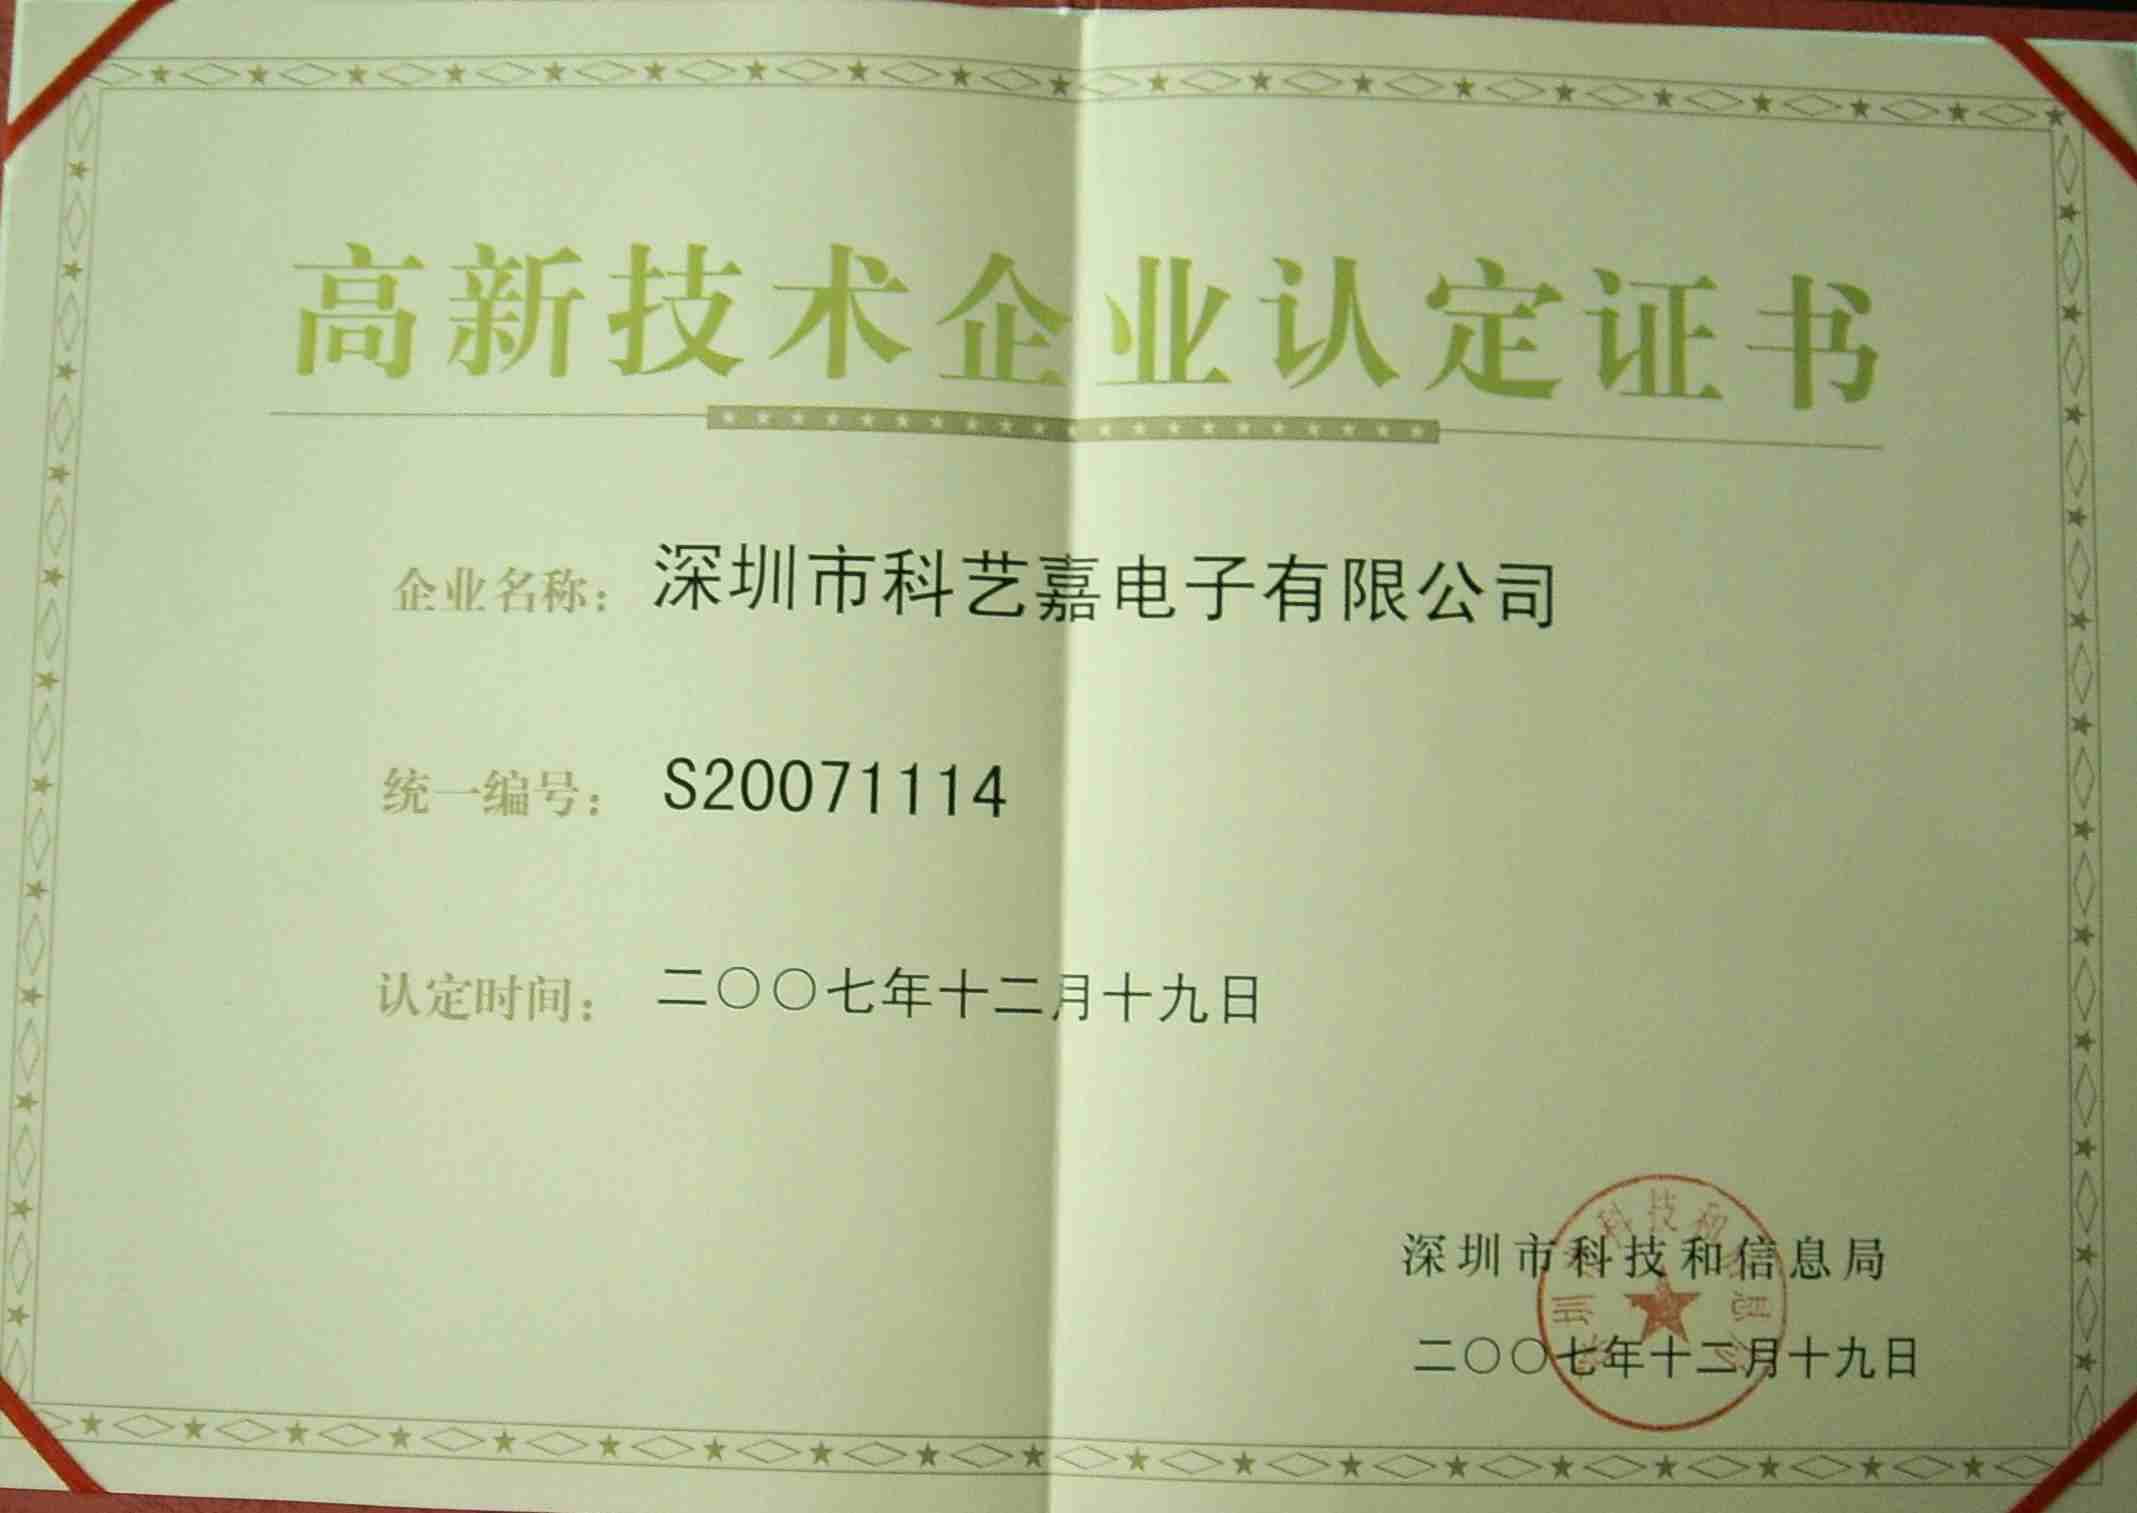 高新技术企业认定证书
企业名称：深圳市科艺嘉电子有限公司
统一编号：S20071114
认定时间：二〇〇七年十二月十九日
深圳市科技和信息局
二〇〇七年十二月十九日